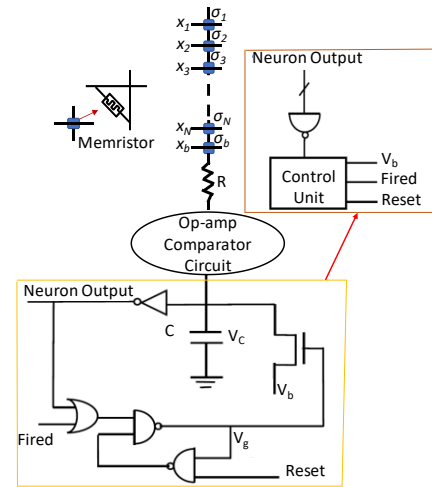 x1 σ1
x2 σ2
x3 σ3
xN σN
xb σb
Memristor
R
Op-amp
Comparator
Circuit
Neuron Output
Control
Unit
Vb
Fired
Reset
Neuron Output
C
VC
Vb
Fired
Vg
Reset